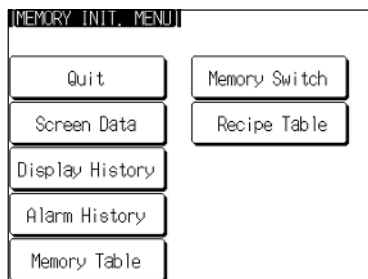 [MEMORY INIT. MENU]
Quit
Memory Switch
Screen Data
Recipe Table
Display History
Alarm History
Memory Table